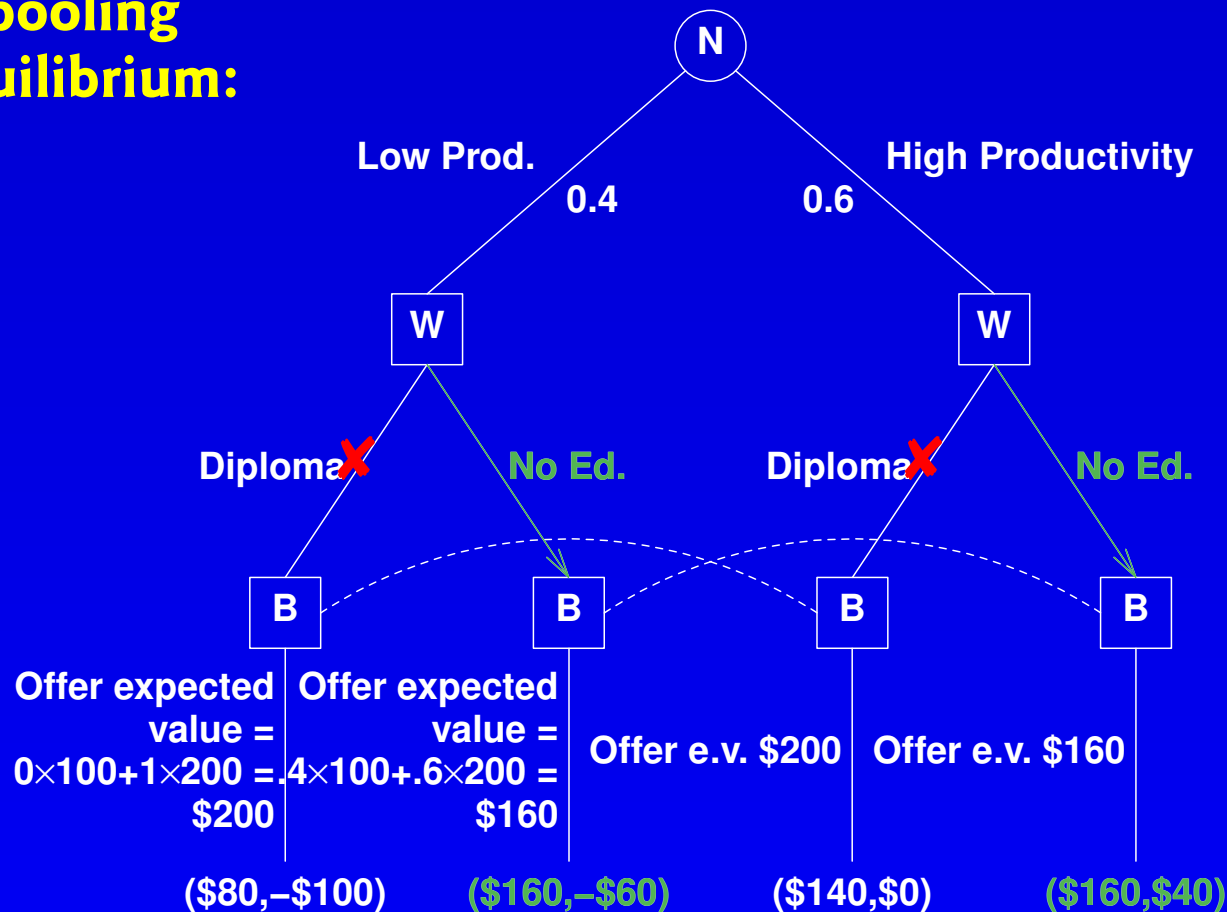 pooling
uilibrium:
N
Low Prod.
High Productivity
0.4
0.6
W
W
Diploma
No Ed.
Diploma
No Ed.
B
B
B
B
Offer expected
value =
0×100+1×200 =
$200
Offer expected
value =
.4×100+.6×200 =
$160
Offer e.v. $200
Offer e.v. $160
($80,−$100)
($160,−$60)
($140,$0)
($160,$40)